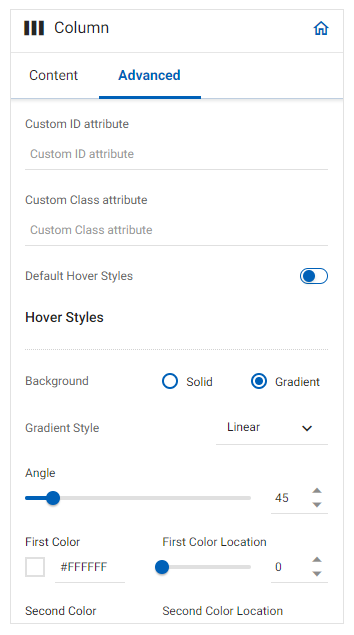 Column
Content Advanced
Custom ID attribute
Custom ID attribute
Custom Class attribute
Custom Class attribute
Default Hover Styles
Hover Styles
Background Solid Gradient
Gradient Style Linear
Angle
45
First Color First Color Location
#FFFFFF 0
Second Color Second Color Location